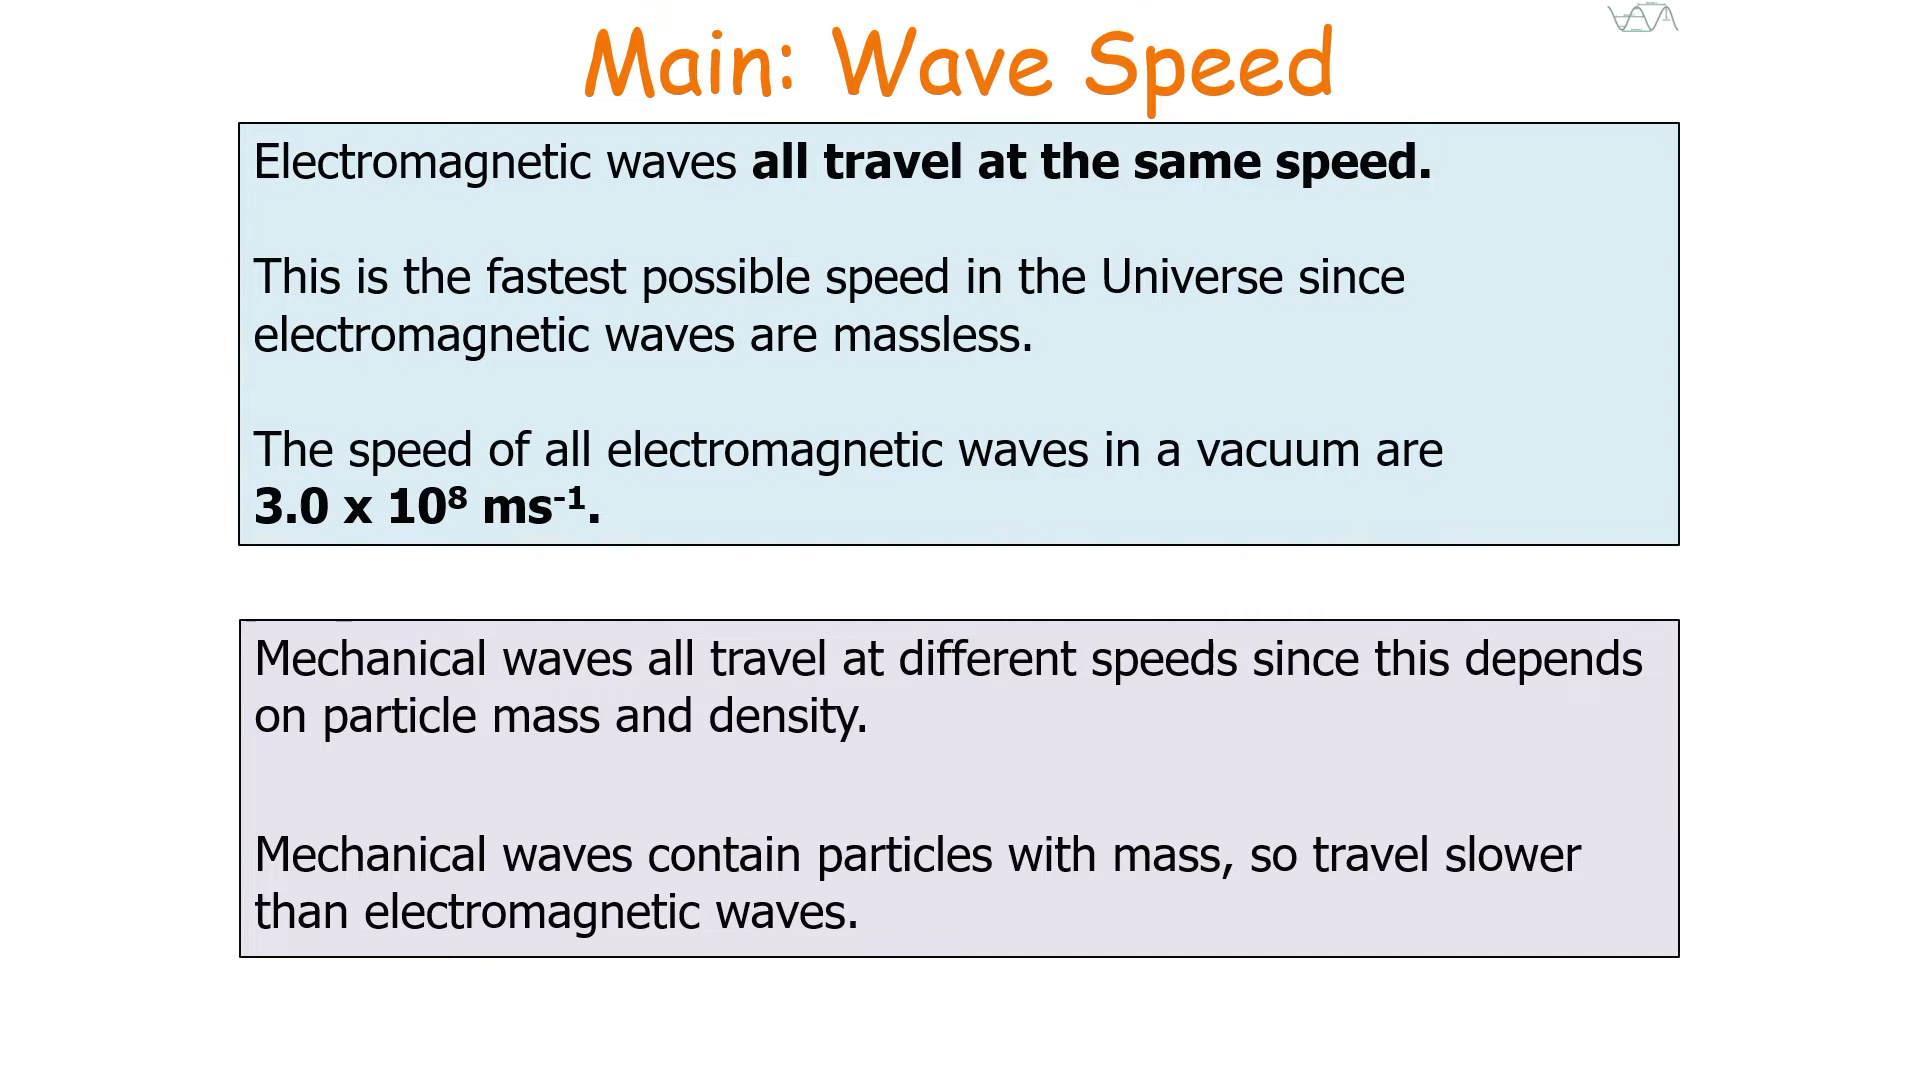 Main: Wave Speed
Electromagnetic waves all travel at the same speed.
This is the fastest possible speed in the Universe since
electromagnetic waves are massless.
The speed of all electromagnetic waves in a vacuum are
3.0 x 10⁸ ms⁻¹.
Mechanical waves all travel at different speeds since this depends
on particle mass and density.
Mechanical waves contain particles with mass, so travel slower
than electromagnetic waves.